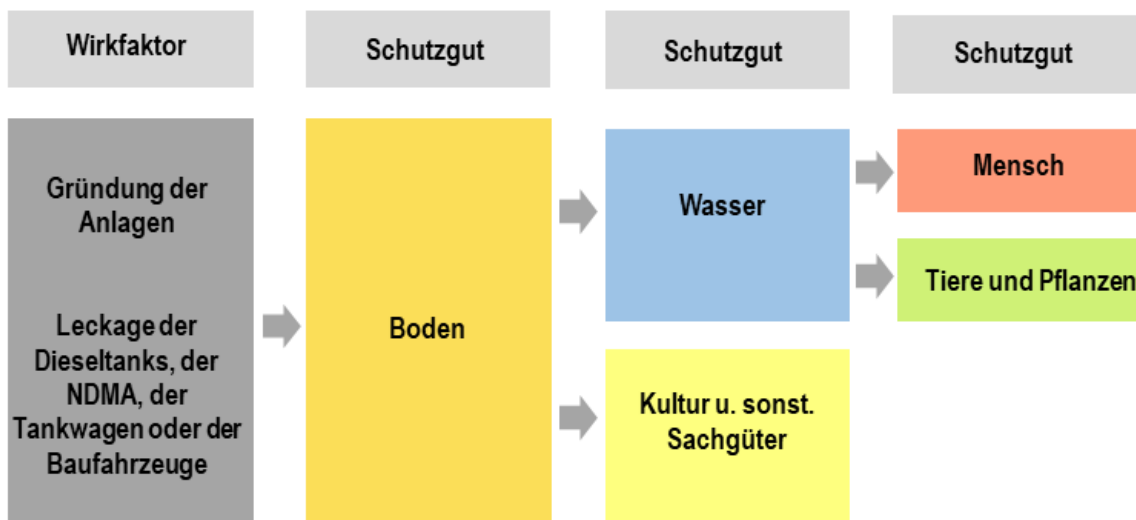 Wirkfaktor
Schutzgut
Schutzgut
Schutzgut
Gründung der
Anlagen
Leckage der
Dieseltanks, der
NDMA, der
Tankwagen oder der
Baufahrzeuge
Boden
Wasser
Kultur u. sonst.
Sachgüter
Mensch
Tiere und Pflanzen